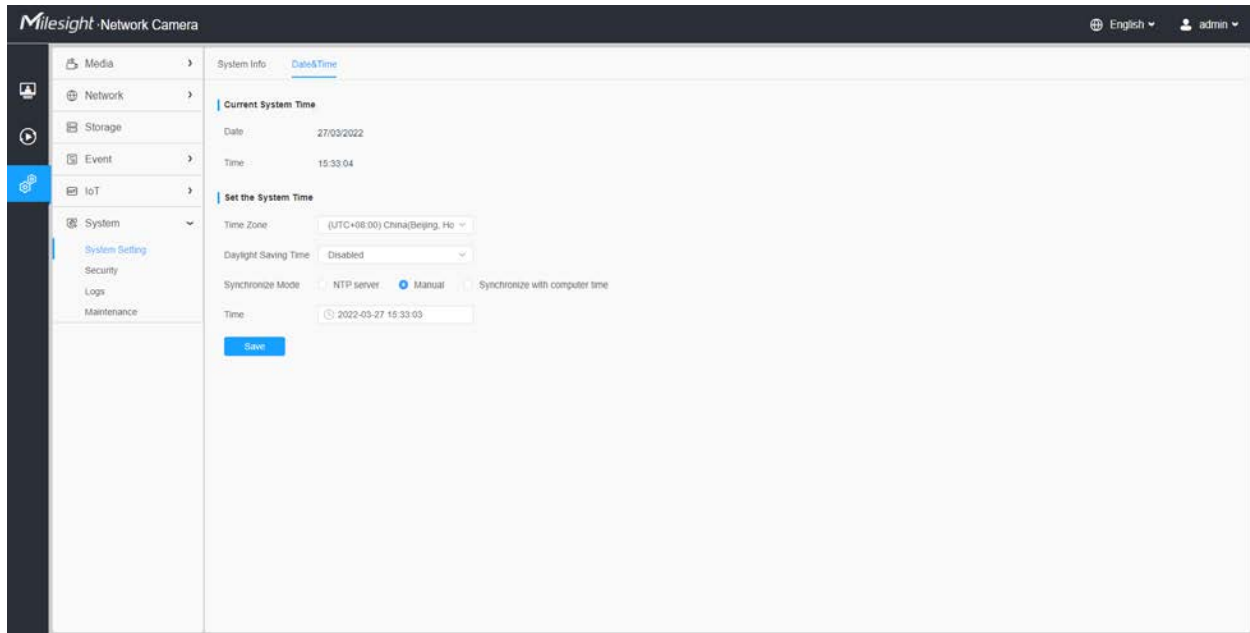 Milesight·Network Camera
English
admin
Media
Network
Storage
Event
IoT
System
System Setting
Security
Logs
Maintenance
System Info
Date&Time
Current System Time
Date 27/03/2022
Time 15:33:04
Set the System Time
Time Zone (UTC+08:00) China(Beijing, Ho
Daylight Saving Time Disabled
Synchronize Mode NTP server Manual Synchronize with computer time
Time 2022-03-27 15:33:03
Save